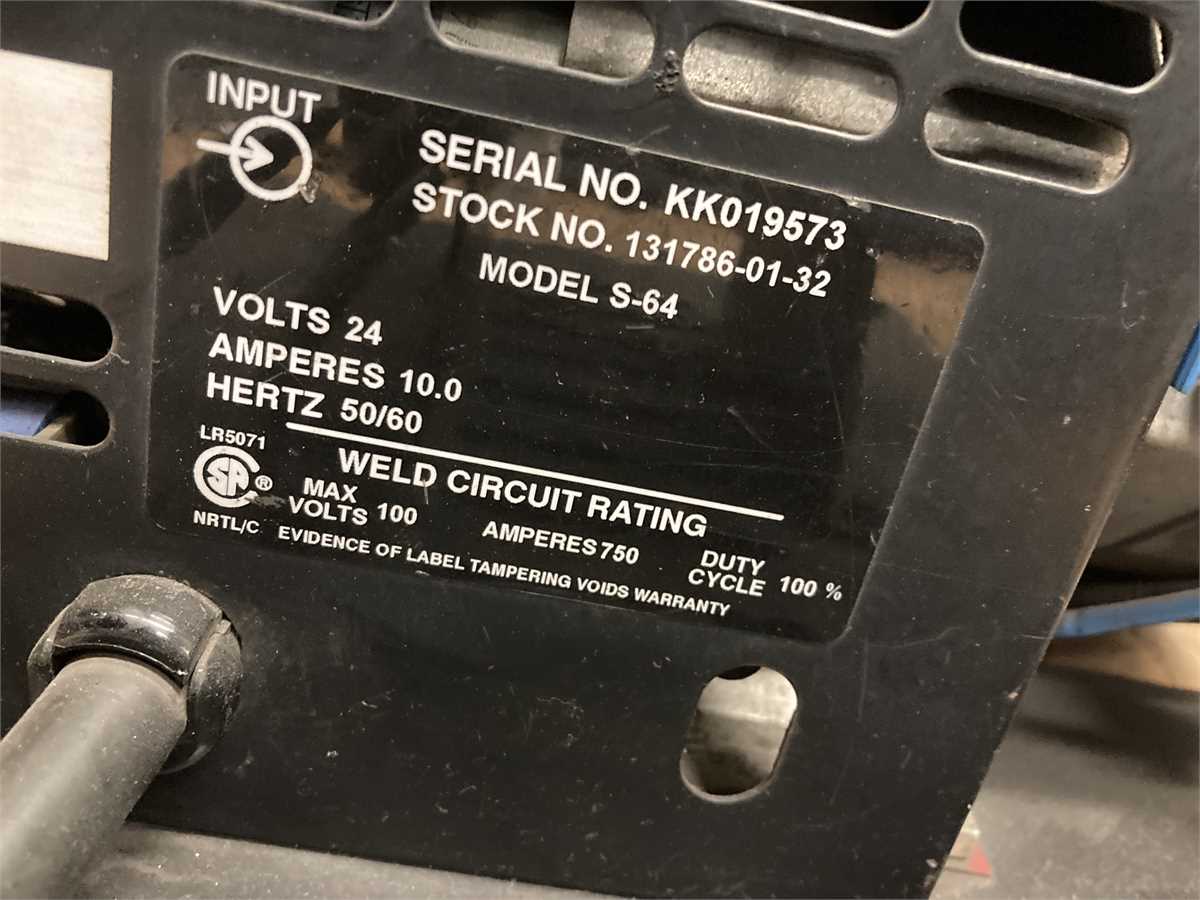 INPUT
SERIAL NO. KK019573
STOCK NO. 131786-01-32
MODEL S-64
VOLTS 24
AMPERES 10.0
HERTZ 50/60
WELD CIRCUIT RATING
LR5071
SP ®
NRTL/C
MAX VOLTS 100 AMPERES 750 DUTY CYCLE 100 %
EVIDENCE OF LABEL TAMPERING VOIDS WARRANTY